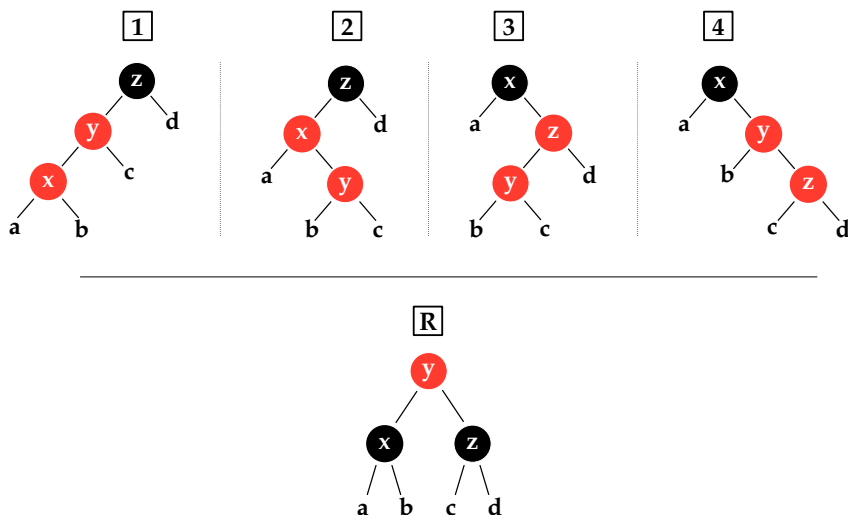 1 2 3 4
z z x x
y d x d a z a y
x c a y y d b z
a b b c b c c d
R
y
x z
a b c d